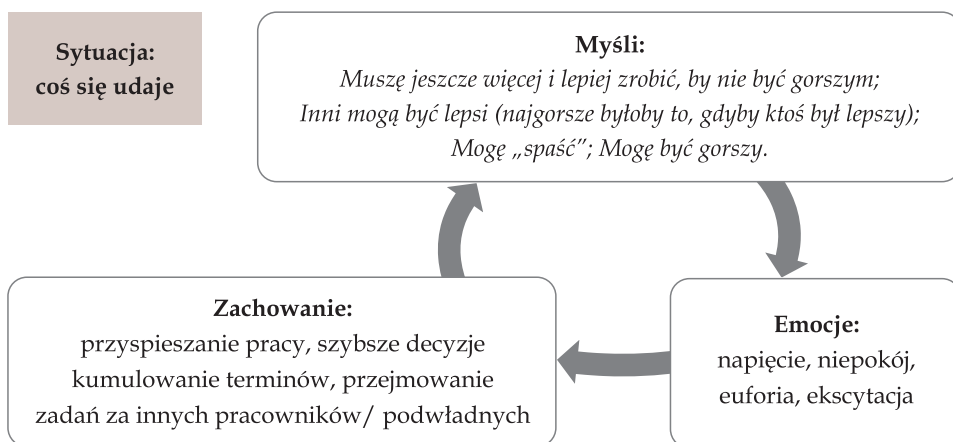 Sytuacja:
coś się udaje
Myśli:
Muszę jeszcze więcej i lepiej zrobić, by nie być gorszym;
Inni mogą być lepsi (najgorsze byłoby to, gdyby ktoś był lepszy);
Mogę „spaść”; Mogę być gorszy.
Zachowanie:
przyspieszanie pracy, szybsze decyzje
kumulowanie terminów, przejmowanie
zadań za innych pracowników/ podwładnych
Emocje:
napięcie, niepokój,
euforia, ekscytacja